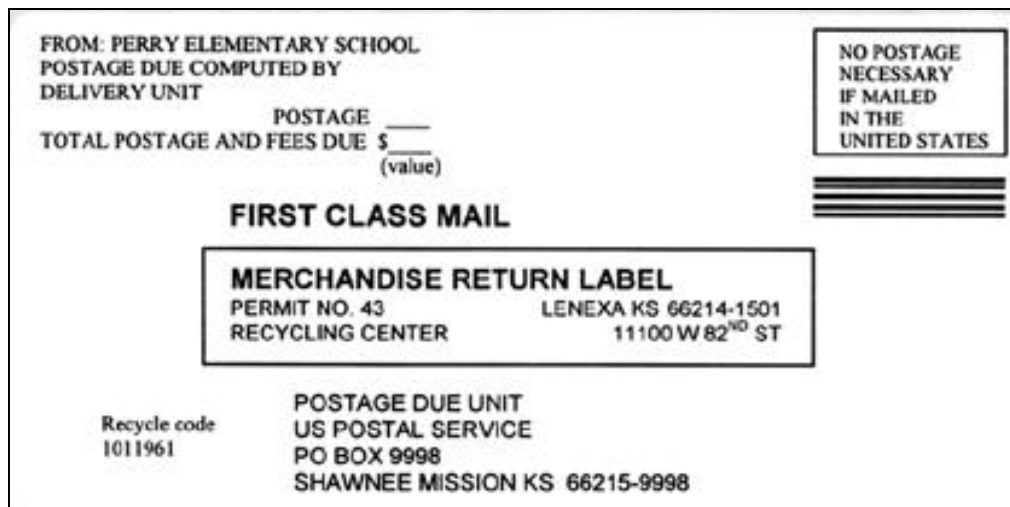 FROM: PERRY ELEMENTARY SCHOOL
POSTAGE DUE COMPUTED BY
DELIVERY UNIT
POSTAGE ____
TOTAL POSTAGE AND FEES DUE $____
(value)
NO POSTAGE
NECESSARY
IF MAILED
IN THE
UNITED STATES
FIRST CLASS MAIL
MERCHANDISE RETURN LABEL
PERMIT NO. 43 LENEXA KS 66214-1501
RECYCLING CENTER 11100 W 82ND ST
Recycle code
1011961
POSTAGE DUE UNIT
US POSTAL SERVICE
PO BOX 9998
SHAWNEE MISSION KS 66215-9998